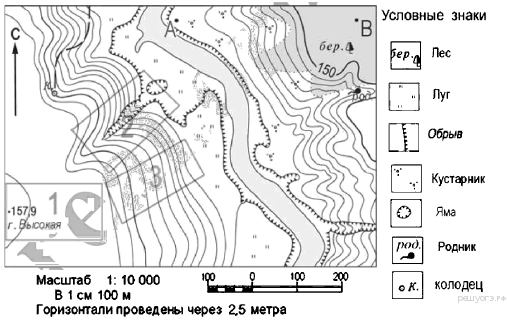 С
А
В
бер.
150
К.
род.
2
3
1
157,9
г. Высокая
Масштаб 1: 10 000
В 1 см 100 м
Горизонтали проведены через 2,5 метра
100 0 100 200
Условные знаки
бер. Лес
Луг
Обрыв
Кустарник
Яма
род. Родник
К. колодец
решуогэ.рф